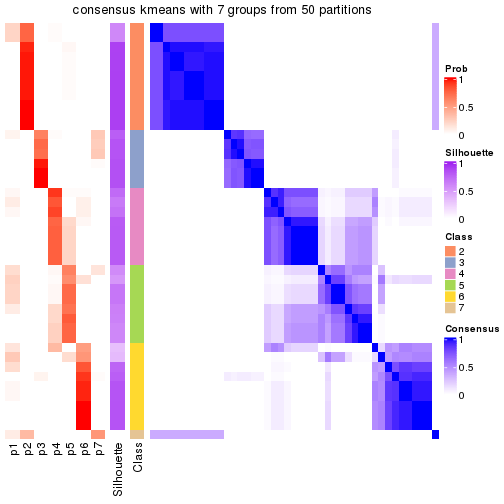 consensus kmeans with 7 groups from 50 partitions
Prob
1
0.5
0
Silhouette
1
0.5
0
Class
2
3
4
5
6
7
Consensus
1
0.5
0
p1
p2
p3
p4
p5
p6
p7
Silhouette
Class